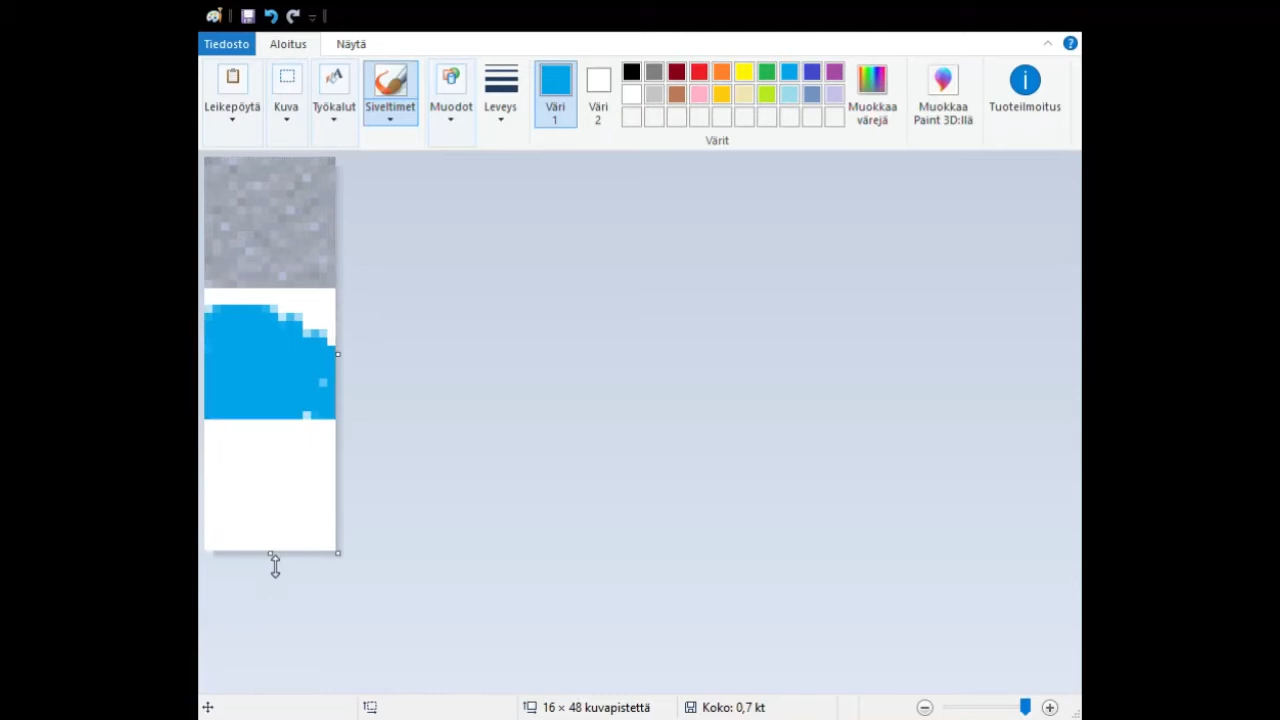 Tiedosto Aloitus Näytä
Leikepöytä Kuva Työkalut Siveltimet Muodot Leveys Väri 1 Väri 2 Muokkaa värejä Muokkaa Paint 3D:llä Tuoteilmoitus
Värit
16 × 48 kuvapistettä Koko: 0,7 kt